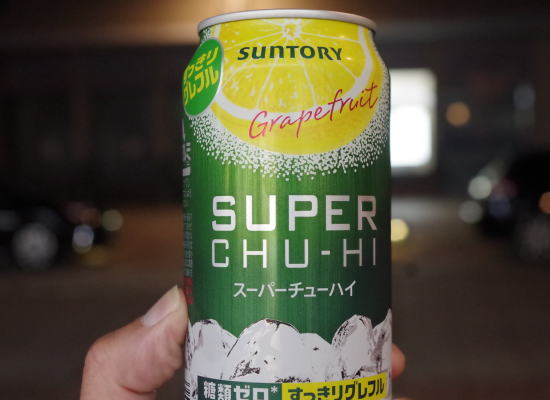 すっきり
グレフル
SUNTORY
Grapefruit
SUPER
CHU-HI
スーパーチューハイ
糖類ゼロ* すっきりグレフル